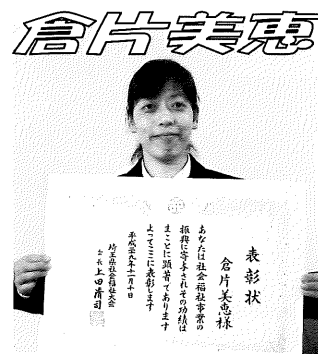 倉片美恵
表彰状
倉片美恵様
あなたは社会福祉事業の
振興に寄与されその功績は
まことに顕著であります
よってここに表彰します
平成二十九年十一月十日
埼玉県社会福祉大会
会長 上田清司